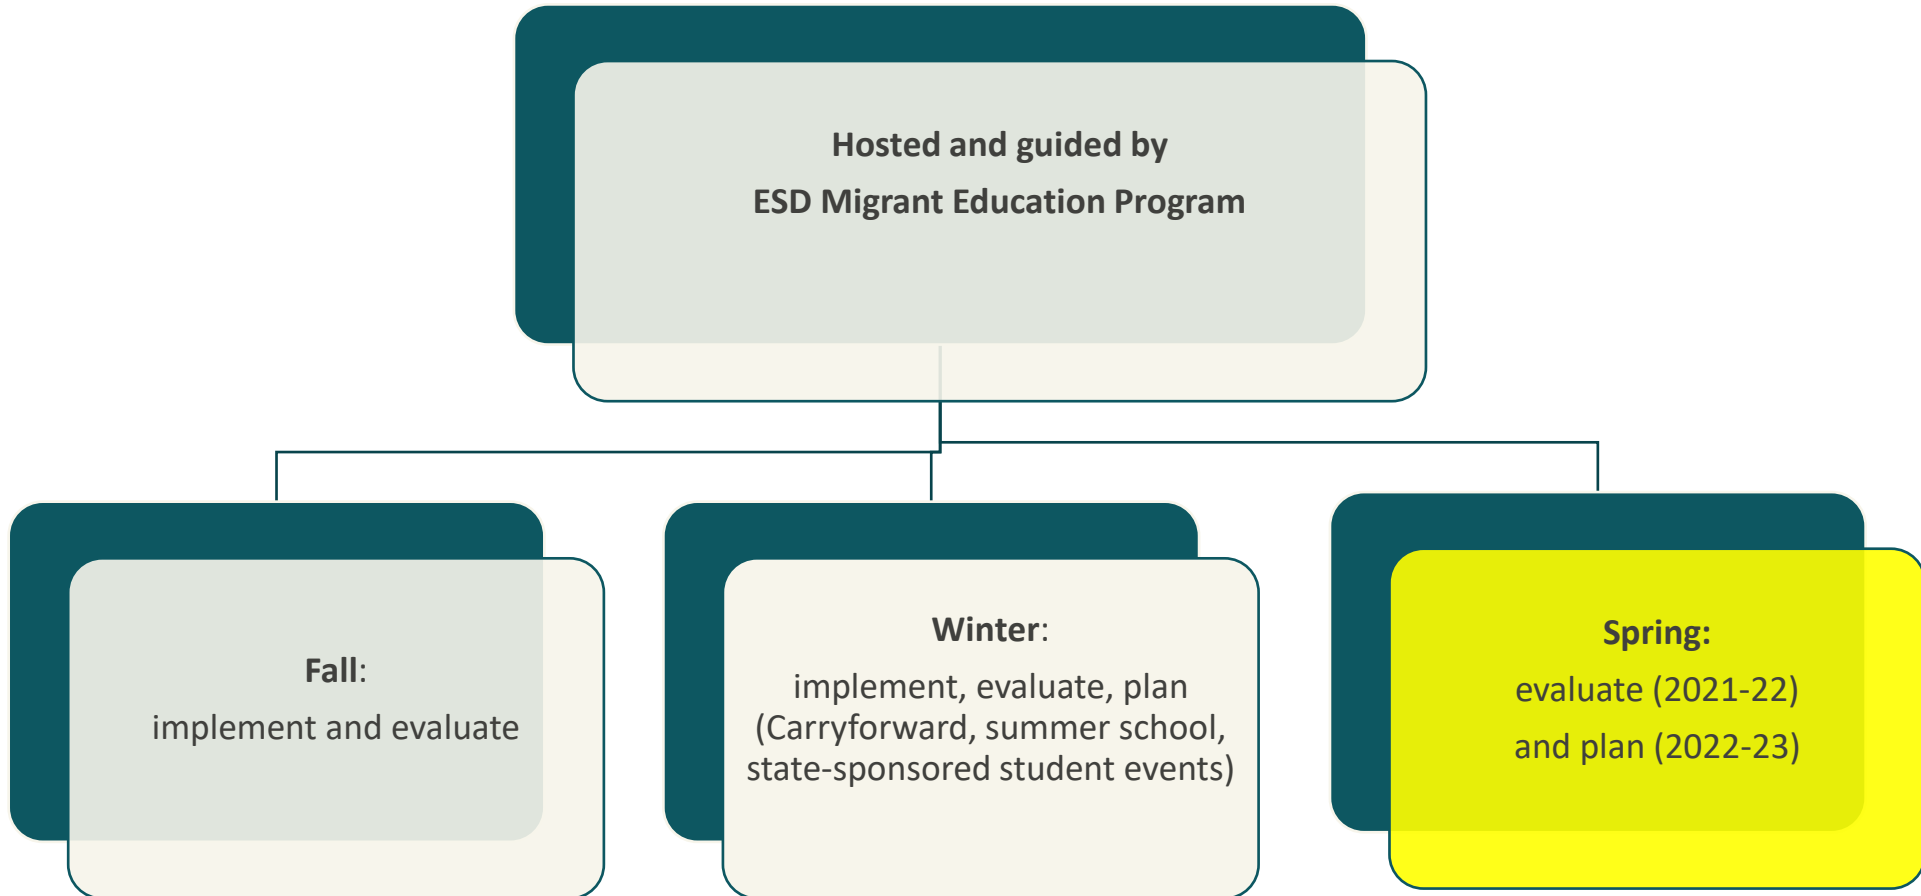 Hosted and guided by
ESD Migrant Education Program
Fall:
implement and evaluate
Winter:
implement, evaluate, plan
(Carryforward, summer school,
state-sponsored student events)
Spring:
evaluate (2021-22)
and plan (2022-23)